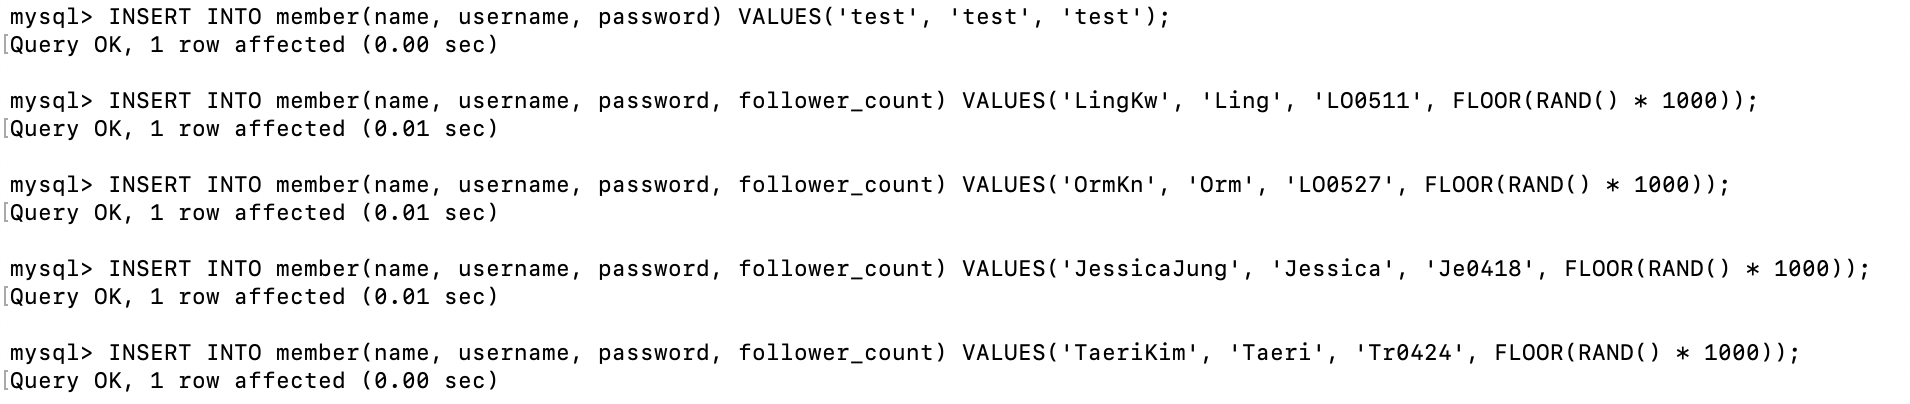 mysql> INSERT INTO member(name, username, password) VALUES('test', 'test', 'test');
Query OK, 1 row affected (0.00 sec)
mysql> INSERT INTO member(name, username, password, follower_count) VALUES('LingKw', 'Ling', 'LO0511', FLOOR(RAND() * 1000));
Query OK, 1 row affected (0.01 sec)
mysql> INSERT INTO member(name, username, password, follower_count) VALUES('OrmKn', 'Orm', 'LO0527', FLOOR(RAND() * 1000));
Query OK, 1 row affected (0.01 sec)
mysql> INSERT INTO member(name, username, password, follower_count) VALUES('JessicaJung', 'Jessica', 'Je0418', FLOOR(RAND() * 1000));
Query OK, 1 row affected (0.01 sec)
mysql> INSERT INTO member(name, username, password, follower_count) VALUES('TaeriKim', 'Taeri', 'Tr0424', FLOOR(RAND() * 1000));
Query OK, 1 row affected (0.00 sec)